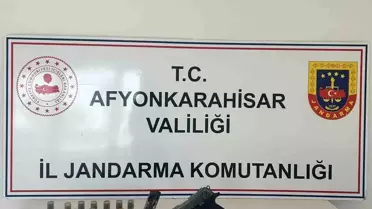 T.C.
AFYONKARAHİSAR
VALİLİĞİ
İL JANDARMA KOMUTANLIĞI
JANDARMA